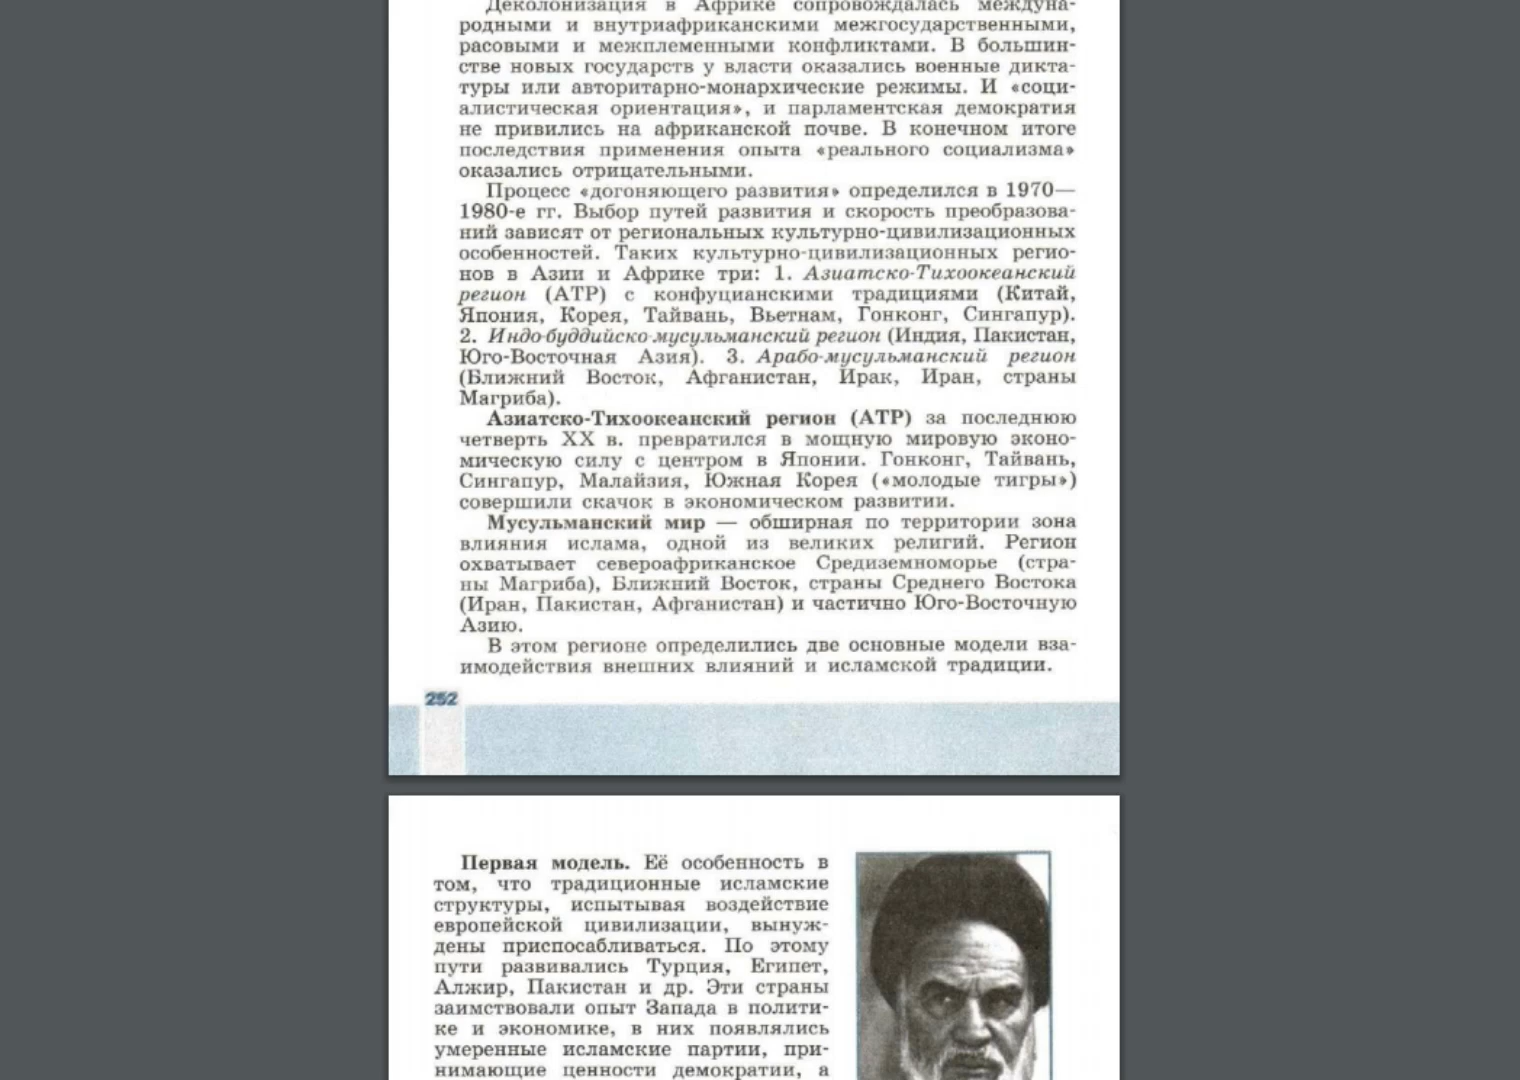 Деколонизация в Африке сопровождалась междуна-
родными и внутриафриканскими межгосударственными,
расовыми и межплеменными конфликтами. В большин-
стве новых государств у власти оказались военные дикта-
туры или авторитарно-монархические режимы. И «соци-
алистическая ориентация», и парламентская демократия
не привились на африканской почве. В конечном итоге
последствия применения опыта «реального социализма»
оказались отрицательными.
Процесс «догоняющего развития» определился в 1970—
1980-е гг. Выбор путей развития и скорость преобразова-
ний зависят от региональных культурно-цивилизационных
особенностей. Таких культурно-цивилизационных регио-
нов в Азии и Африке три: 1. Азиатско-Тихоокеанский
регион (АТР) с конфуцианскими традициями (Китай,
Япония, Корея, Тайвань, Вьетнам, Гонконг, Сингапур).
2. Индо-буддийско-мусульманский регион (Индия, Пакистан,
Юго-Восточная Азия). 3. Арабо-мусульманский регион
(Ближний Восток, Афганистан, Ирак, Иран, страны
Магриба).
Азиатско-Тихоокеанский регион (АТР) за последнюю
четверть XX в. превратился в мощную мировую эконо-
мическую силу с центром в Японии. Гонконг, Тайвань,
Сингапур, Малайзия, Южная Корея («молодые тигры»)
совершили скачок в экономическом развитии.
Мусульманский мир — обширная по территории зона
влияния ислама, одной из великих религий. Регион
охватывает североафриканское Средиземноморье (стра-
ны Магриба), Ближний Восток, страны Среднего Востока
(Иран, Пакистан, Афганистан) и частично Юго-Восточную
Азию.
В этом регионе определились две основные модели вза-
имодействия внешних влияний и исламской традиции.
252
Первая модель. Её особенность в
том, что традиционные исламские
структуры, испытывая воздействие
европейской цивилизации, вынуж-
дены приспосабливаться. По этому
пути развивались Турция, Египет,
Алжир, Пакистан и др. Эти страны
заимствовали опыт Запада в полити-
ке и экономике, в них появлялись
умеренные исламские партии, при-
нимающие ценности демократии, а